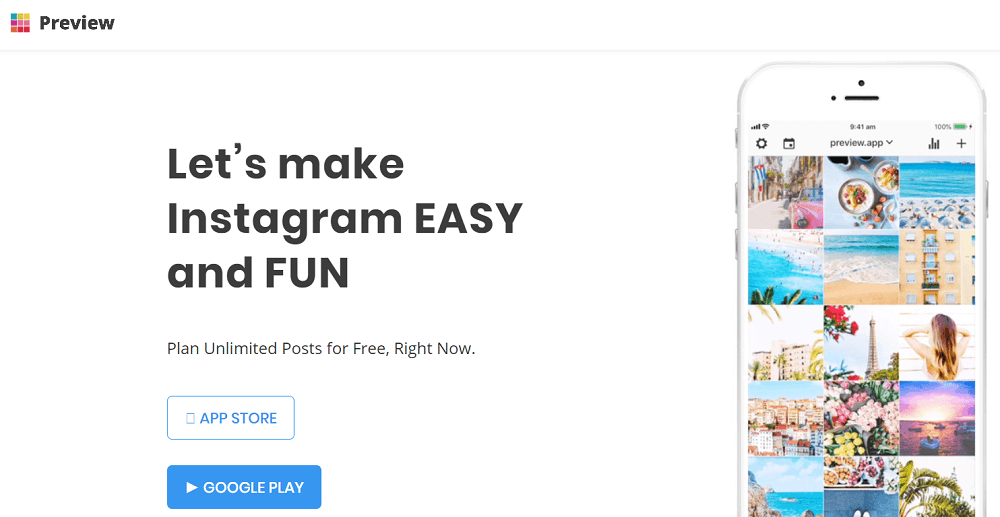 Preview
Let's make
Instagram EASY
and FUN
Plan Unlimited Posts for Free, Right Now.
APP STORE
GOOGLE PLAY
9:41 am
100%
preview.app